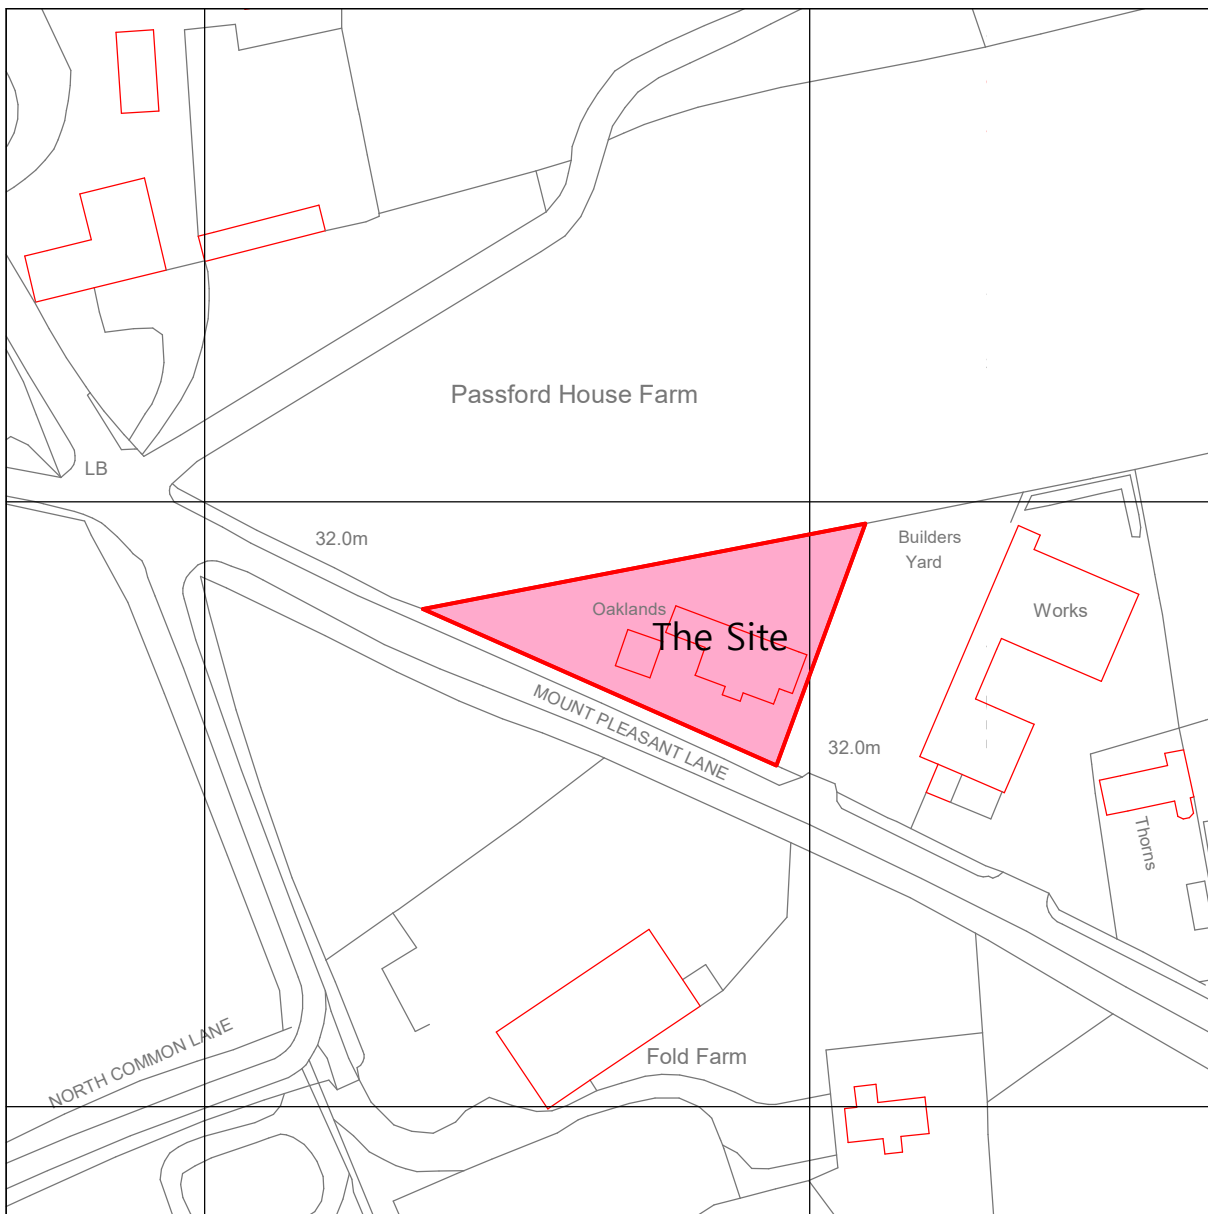 Passford House Farm
LB
32.0m
Builders
Yard
Oaklands
The Site
Works
MOUNT PLEASANT LANE
32.0m
Thorns
NORTH COMMON LANE
Fold Farm